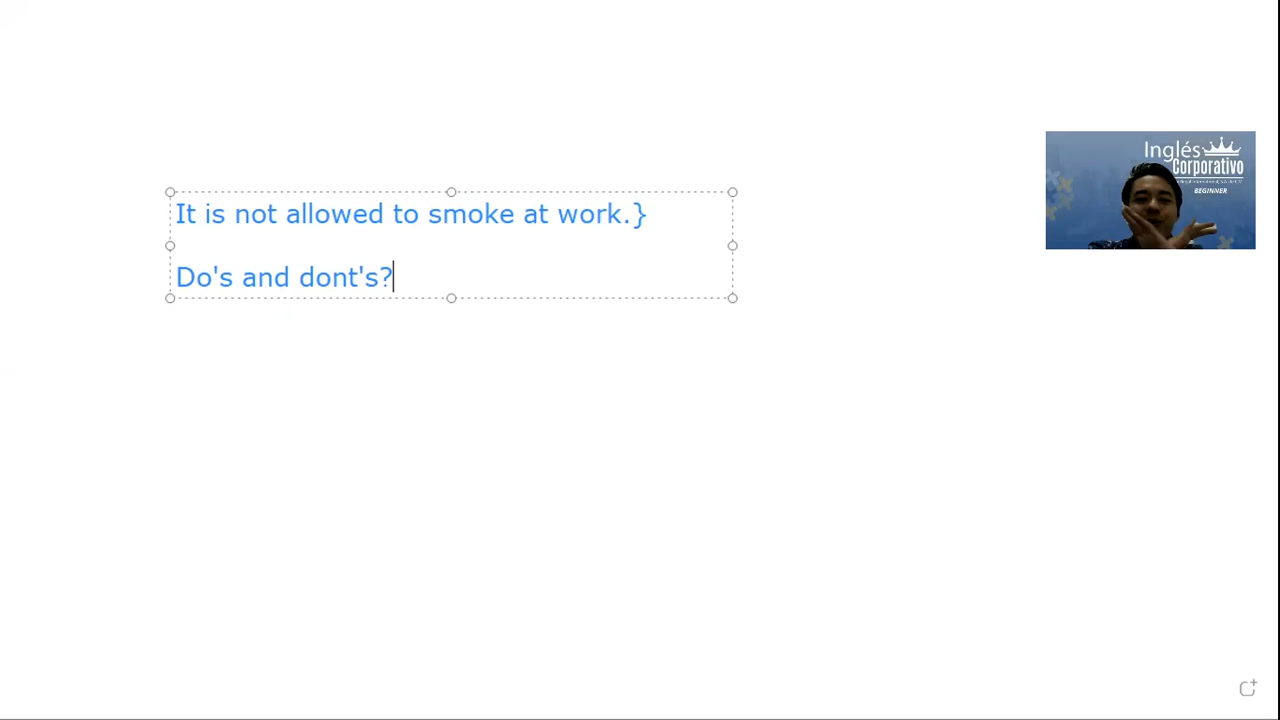 It is not allowed to smoke at work.}
Do's and dont's?
Inglés
Corporativo
BEGINNER